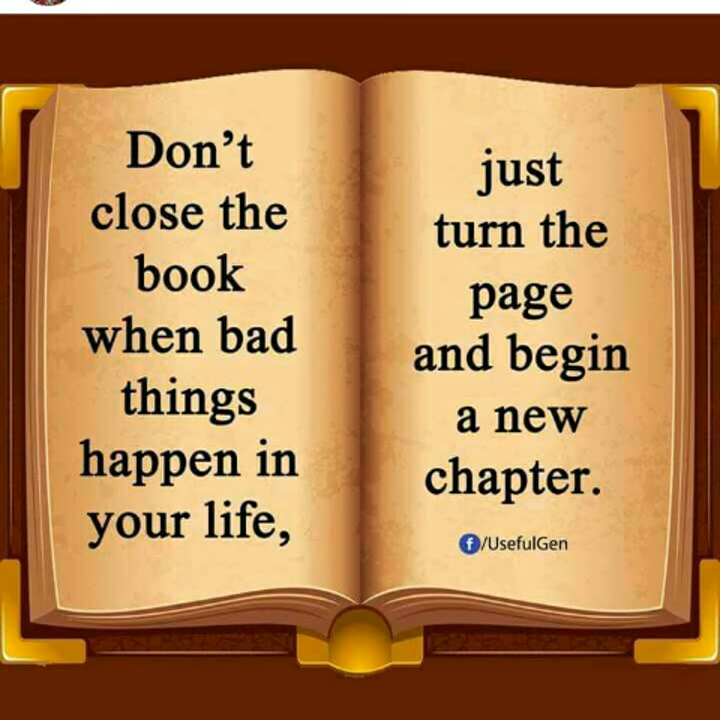 Don't
close the
book
when bad
things
happen in
your life,
just
turn the
page
and begin
a new
chapter.
f/UsefulGen